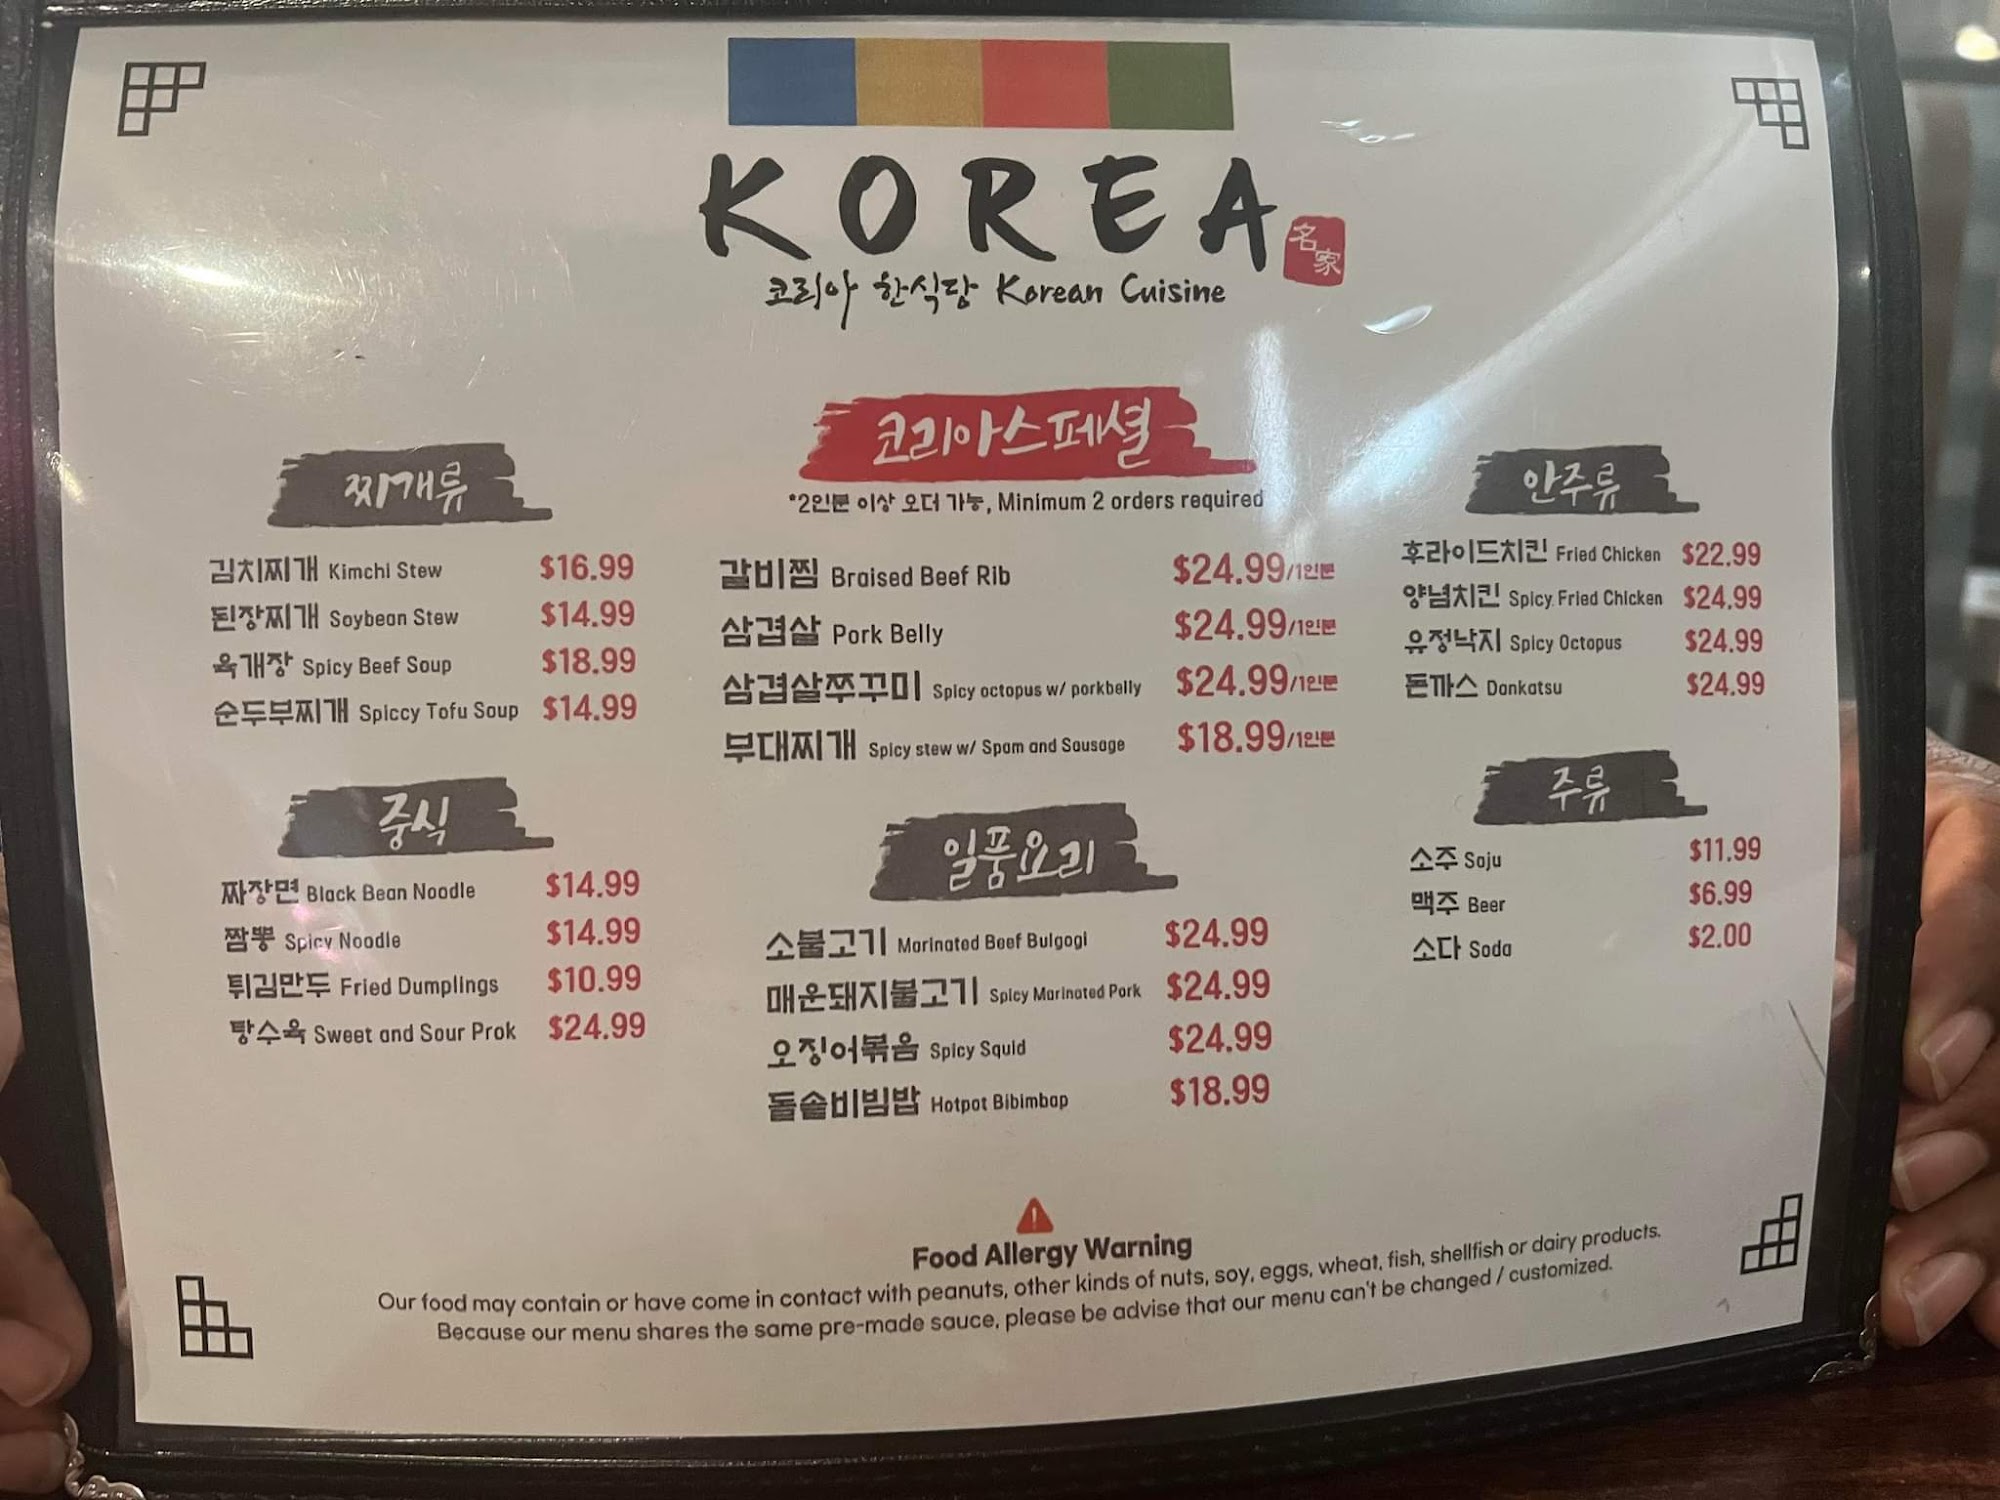 KOREA
名家
코리아 한식당 Korean Cuisine
찌개류
김치찌개 Kimchi Stew $16.99
된장찌개 Soybean Stew $14.99
육개장 Spicy Beef Soup $18.99
순두부찌개 Spiccy Tofu Soup $14.99
중식
짜장면 Black Bean Noodle $14.99
짬뽕 Spicy Noodle $14.99
튀김만두 Fried Dumplings $10.99
탕수육 Sweet and Sour Prok $24.99
코리아스페셜
*2인분 이상 오더 가능, Minimum 2 orders required
갈비찜 Braised Beef Rib $24.99/1인분
삼겹살 Pork Belly $24.99/1인분
삼겹살쭈꾸미 Spicy octopus w/ porkbelly $24.99/1인분
부대찌개 Spicy stew w/ Spam and Sausage $18.99/1인분
일품요리
소불고기 Marinated Beef Bulgogi $24.99
매운돼지불고기 Spicy Marinated Pork $24.99
오징어볶음 Spicy Squid $24.99
돌솥비빔밥 Hotpot Bibimbap $18.99
안주류
후라이드치킨 Fried Chicken $22.99
양념치킨 Spicy Fried Chicken $24.99
유정낙지 Spicy Octopus $24.99
돈까스 Donkatsu $24.99
주류
소주 Soju $11.99
맥주 Beer $6.99
소다 Soda $2.00
Food Allergy Warning
Our food may contain or have come in contact with peanuts, other kinds of nuts, soy, eggs, wheat, fish, shellfish or dairy products.
Because our menu shares the same pre-made sauce, please be advise that our menu can't be changed / customized.